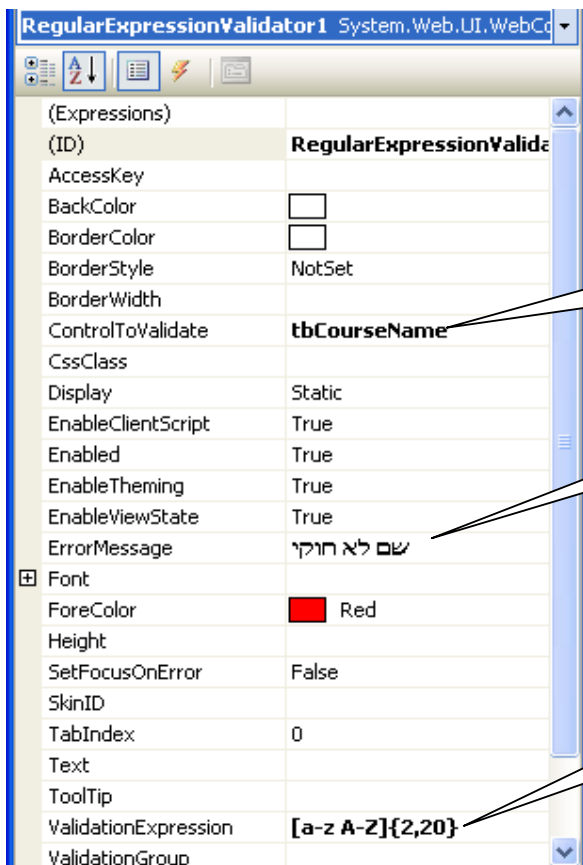 RegularExpressionValidator1 System.Web.UI.WebCo
(Expressions)
(ID) RegularExpressionValida
AccessKey
BackColor
BorderColor
BorderStyle NotSet
BorderWidth
ControlToValidate tbCourseName
CssClass
Display Static
EnableClientScript True
Enabled True
EnableTheming True
EnableViewState True
ErrorMessage שם לא חוקי
Font
ForeColor Red
Height
SetFocusOnError False
SkinID
TabIndex 0
Text
ToolTip
ValidationExpression [a-z A-Z]{2,20}
ValidationGroup